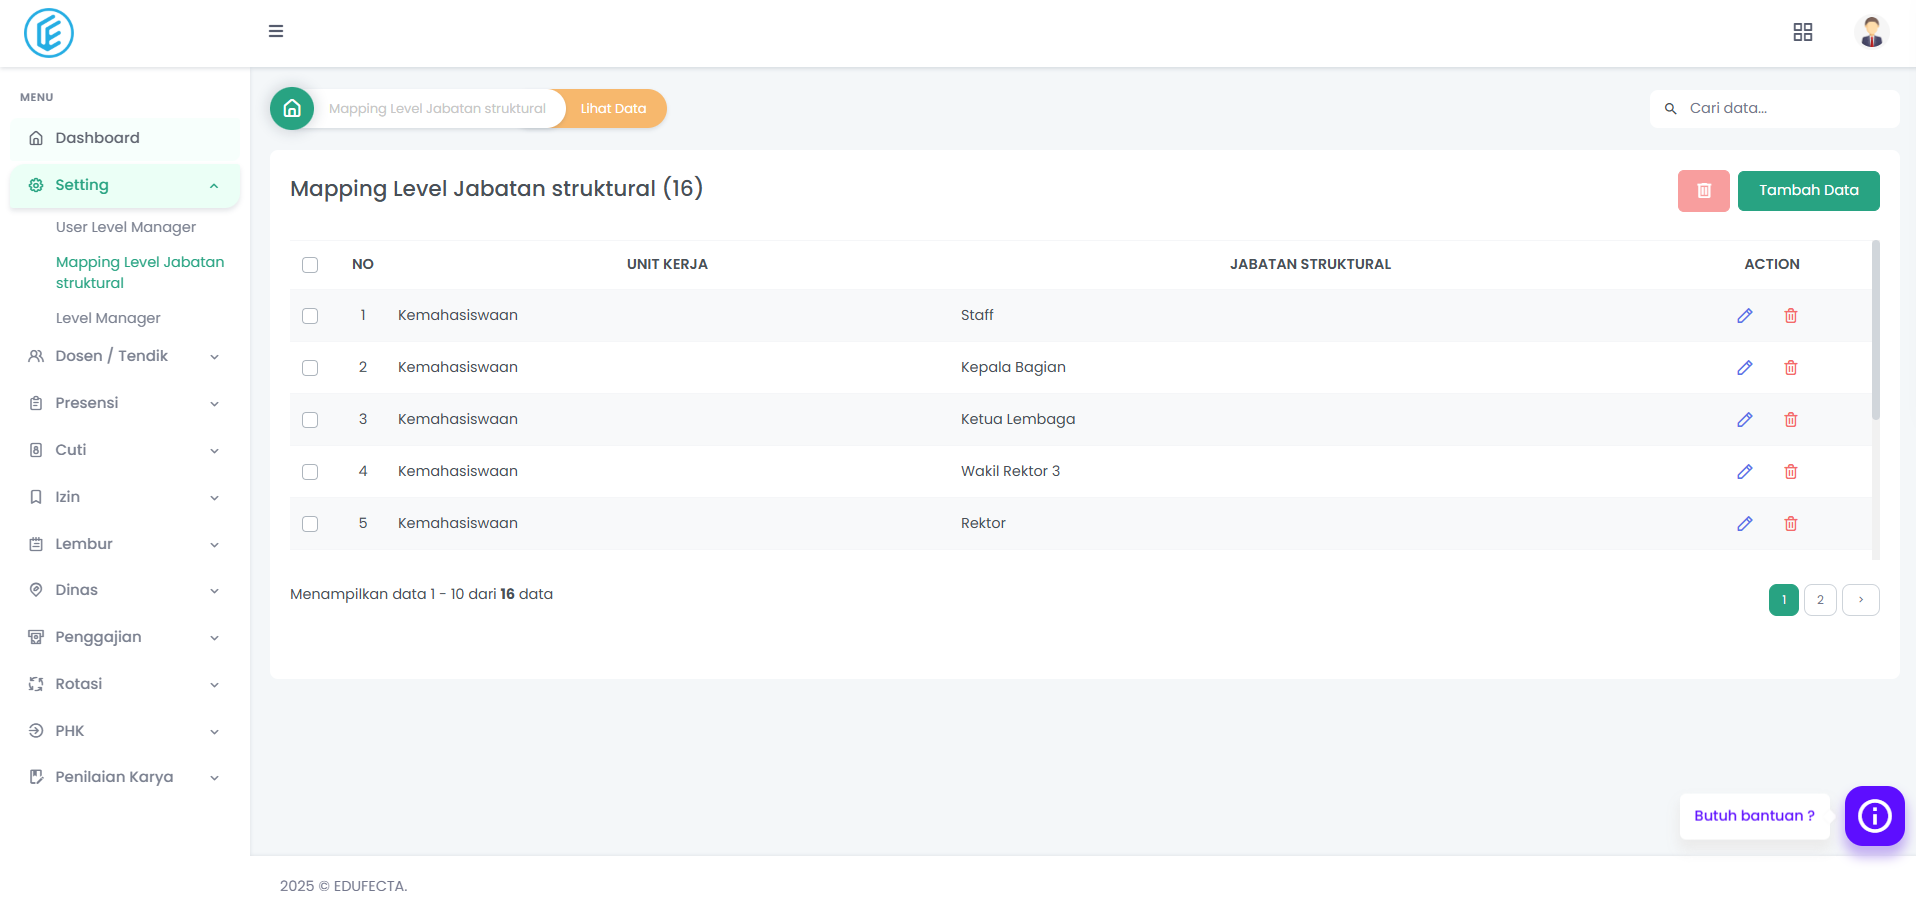 MENU
Dashboard
Setting
User Level Manager
Mapping Level Jabatan
struktural
Level Manager
Dosen / Tendik
Presensi
Cuti
Izin
Lembur
Dinas
Penggajian
Rotasi
PHK
Penilaian Karya
Mapping Level Jabatan struktural
Lihat Data
Cari data...
Mapping Level Jabatan struktural (16)
Tambah Data
NO UNIT KERJA JABATAN STRUKTURAL ACTION
1 Kemahasiswaan Staff
2 Kemahasiswaan Kepala Bagian
3 Kemahasiswaan Ketua Lembaga
4 Kemahasiswaan Wakil Rektor 3
5 Kemahasiswaan Rektor
Menampilkan data 1 - 10 dari 16 data
1 2 >
Butuh bantuan ?
2025 © EDUFECTA.